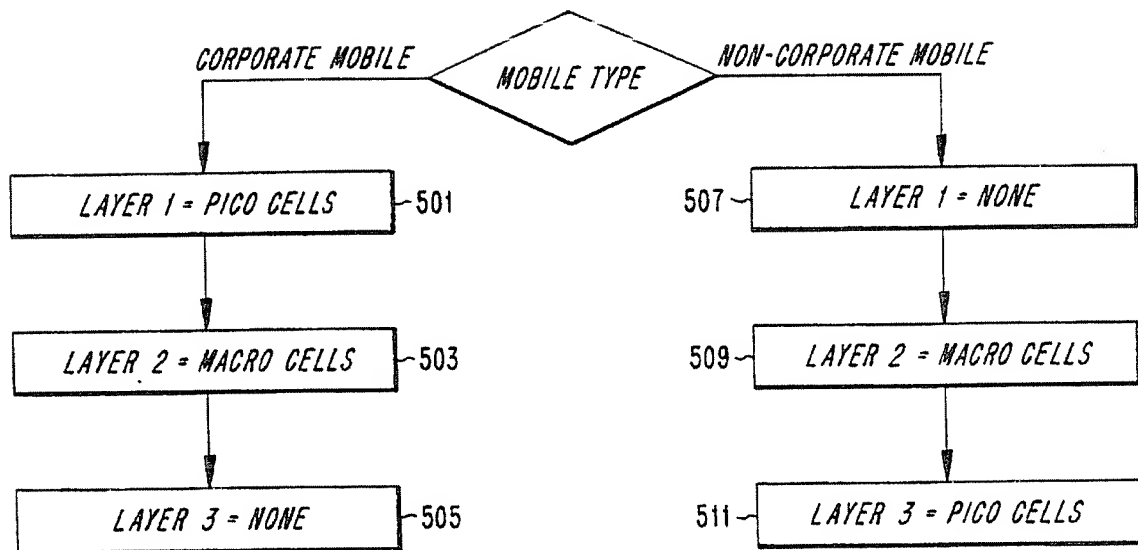 CORPORATE MOBILE
MOBILE TYPE
NON-CORPORATE MOBILE
LAYER 1 = PICO CELLS
501
507
LAYER 1 = NONE
LAYER 2 = MACRO CELLS
503
509
LAYER 2 = MACRO CELLS
LAYER 3 = NONE
505
511
LAYER 3 = PICO CELLS